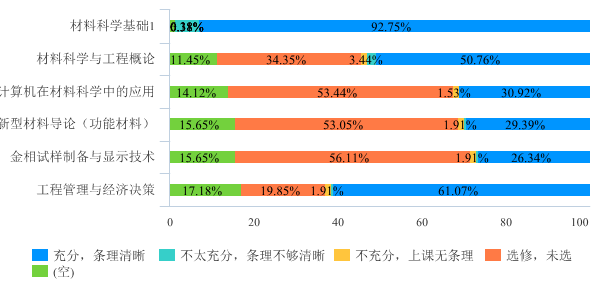 材料科学基础1 0.38% 92.75%
材料科学与工程概论 11.45% 34.35% 3.44% 50.76%
计算机在材料科学中的应用 14.12% 53.44% 1.53% 30.92%
新型材料导论（功能材料） 15.65% 53.05% 1.91% 29.39%
金相试样制备与显示技术 15.65% 56.11% 1.91% 26.34%
工程管理与经济决策 17.18% 19.85% 1.91% 61.07%
0 20 40 60 80 100
充分，条理清晰 不太充分，条理不够清晰 不充分，上课无条理 选修，未选
(空)